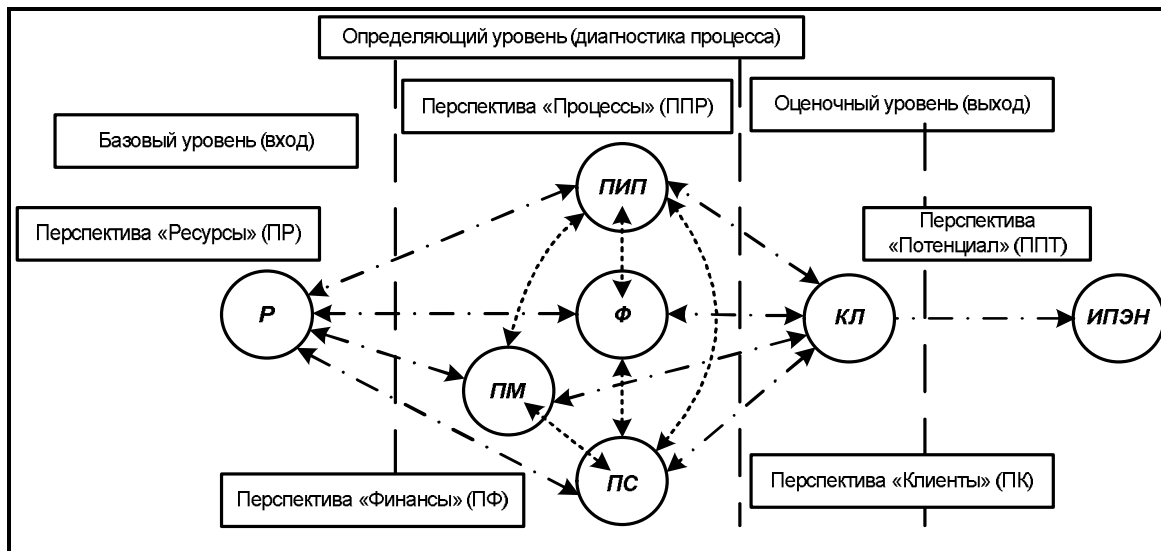 Определяющий уровень (диагностика процесса)
Перспектива «Процессы» (ППР)
Оценочный уровень (выход)
Базовый уровень (вход)
ПИП
Перспектива «Ресурсы» (ПР)
Перспектива
«Потенциал» (ППТ)
Р
Ф
КЛ
ИПЭН
ПМ
ПС
Перспектива «Финансы» (ПФ)
Перспектива «Клиенты» (ПК)